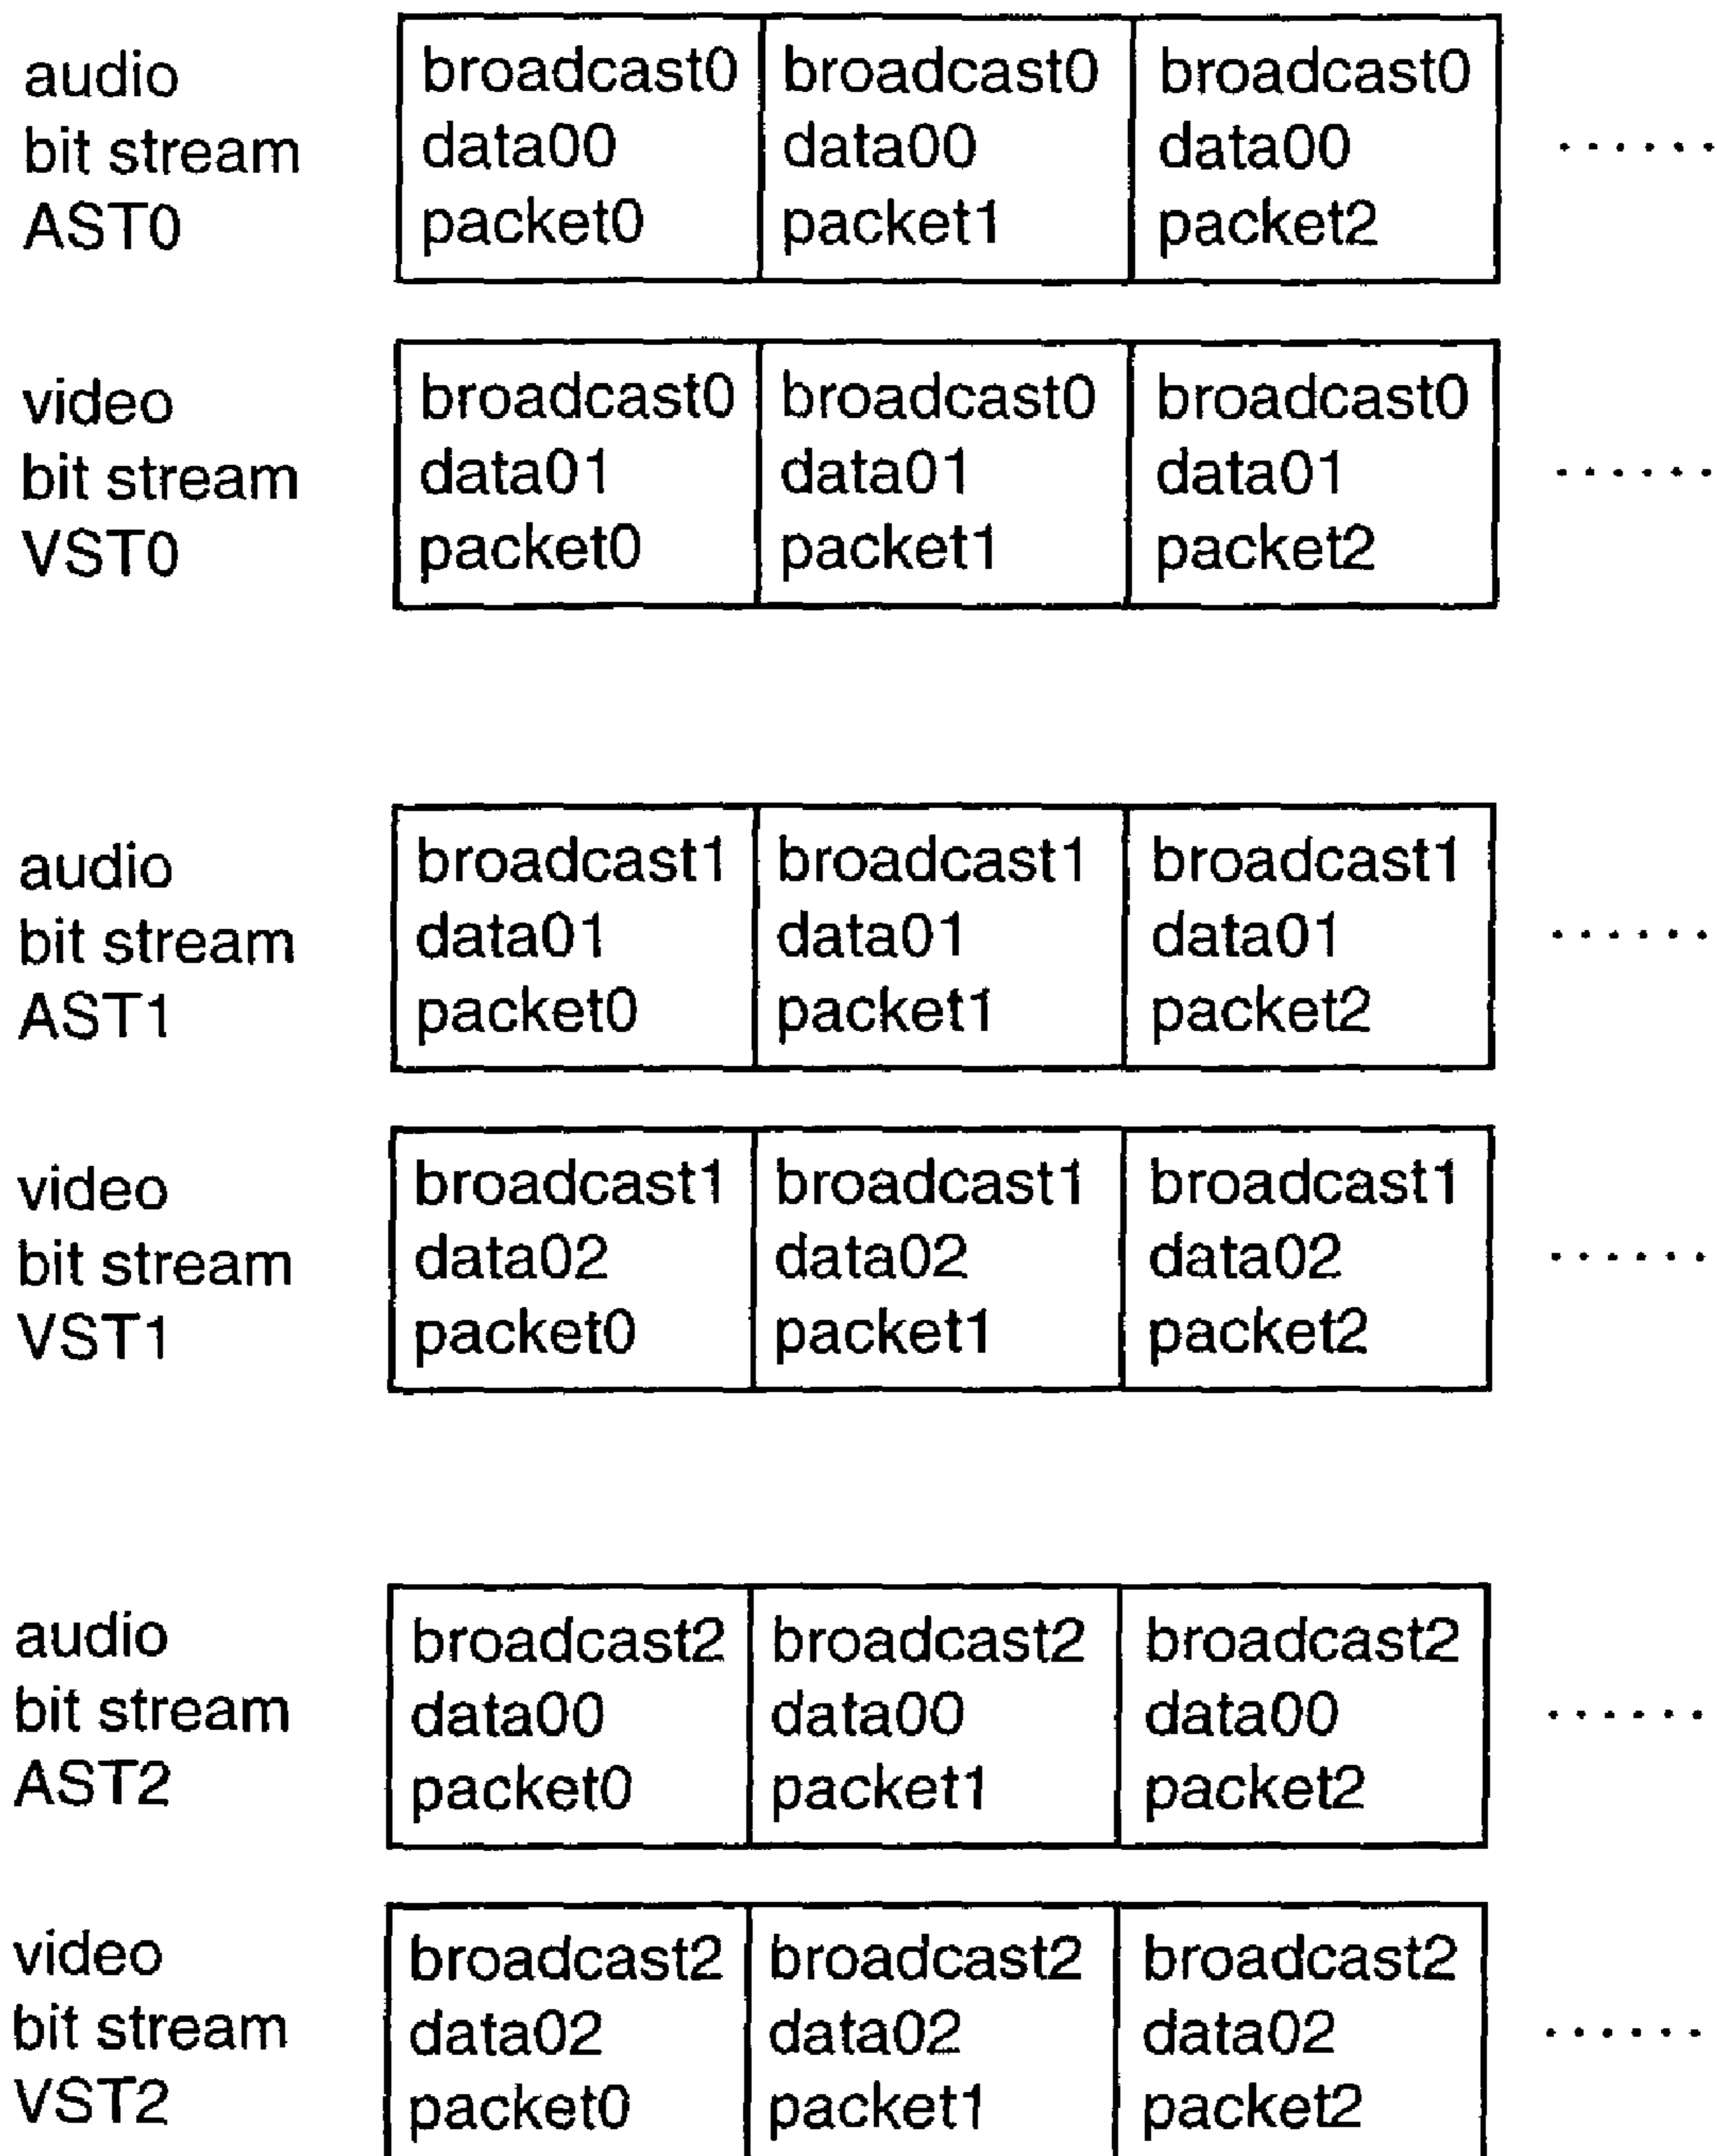 audio
bit stream
AST0
broadcast0 broadcast0 broadcast0
data00 data00 data00
packet0 packet1 packet2
......
video
bit stream
VST0
broadcast0 broadcast0 broadcast0
data01 data01 data01
packet0 packet1 packet2
......
audio
bit stream
AST1
broadcast1 broadcast1 broadcast1
data01 data01 data01
packet0 packet1 packet2
......
video
bit stream
VST1
broadcast1 broadcast1 broadcast1
data02 data02 data02
packet0 packet1 packet2
......
audio
bit stream
AST2
broadcast2 broadcast2 broadcast2
data00 data00 data00
packet0 packet1 packet2
......
video
bit stream
VST2
broadcast2 broadcast2 broadcast2
data02 data02 data02
packet0 packet1 packet2
......